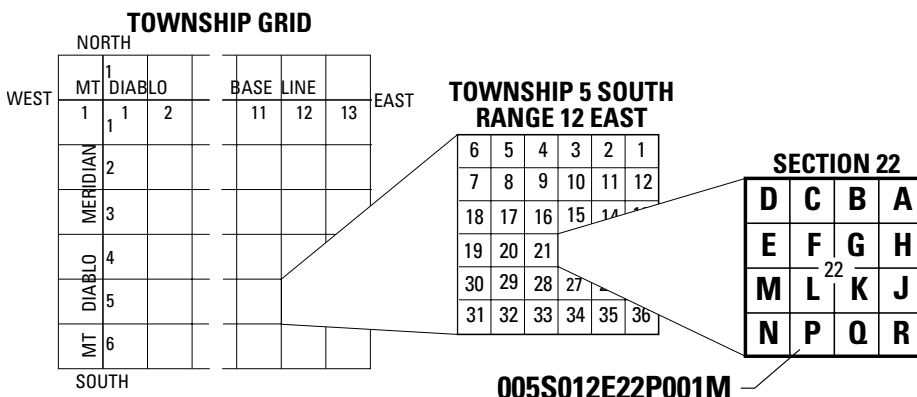 TOWNSHIP GRID
NORTH
WEST
1
MT DIABLO BASE LINE
EAST
1 1 2 11 12 13
1
2
3
4
5
6
MT DIABLO MERIDIAN
SOUTH
TOWNSHIP 5 SOUTH
RANGE 12 EAST
6 5 4 3 2 1
7 8 9 10 11 12
18 17 16 15 14
19 20 21
30 29 28 27
31 32 33 34 35 36
SECTION 22
D C B A
E F G H
22
M L K J
N P Q R
005S012E22P001M